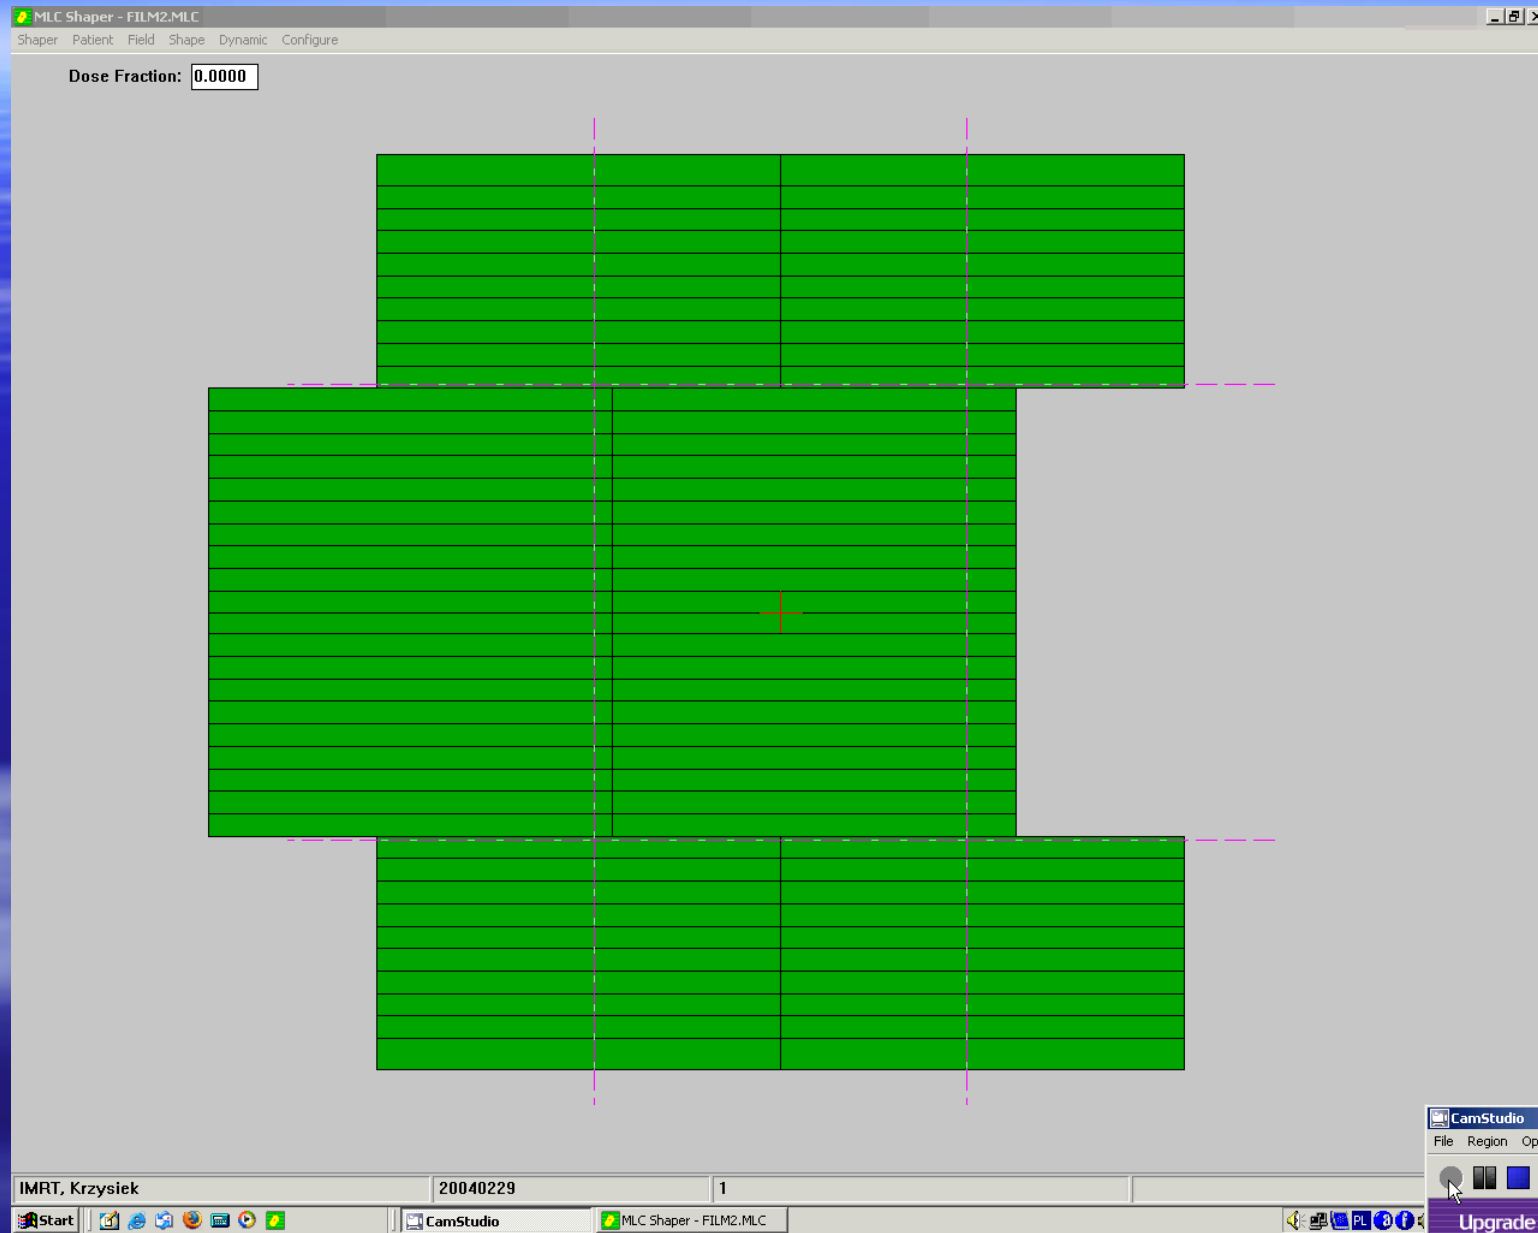 MLC Shaper - FILM2.MLC
Shaper Patient Field Shape Dynamic Configure
Dose Fraction: 0.0000
CamStudio
File Region Op
IMRT, Krzysiek 20040229 1
Start CamStudio MLC Shaper - FILM2.MLC PL Upgrade